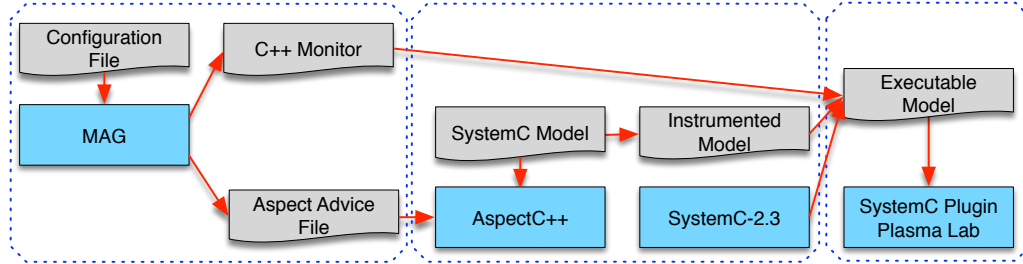 Configuration
File
C++ Monitor
MAG
Aspect Advice
File
SystemC Model
Instrumented
Model
AspectC++
SystemC-2.3
Executable
Model
SystemC Plugin
Plasma Lab